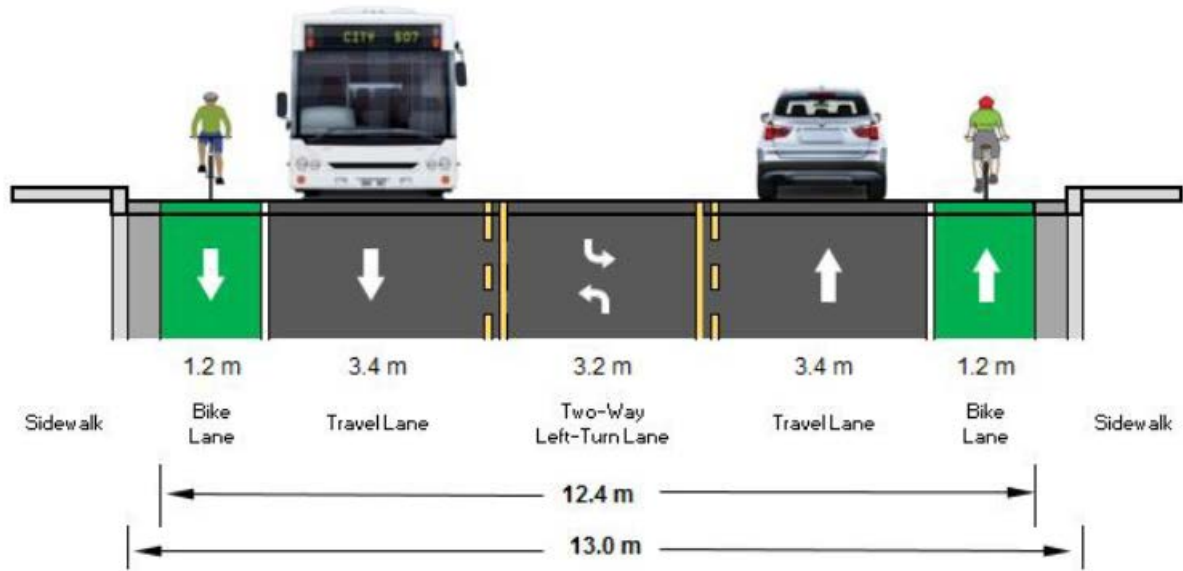 CITY 507
1.2 m
3.4 m
3.2 m
3.4 m
1.2 m
Sidewalk
Bike
Lane
Travel Lane
Two-Way
Left-Turn Lane
Travel Lane
Bike
Lane
Sidewalk
12.4 m
13.0 m